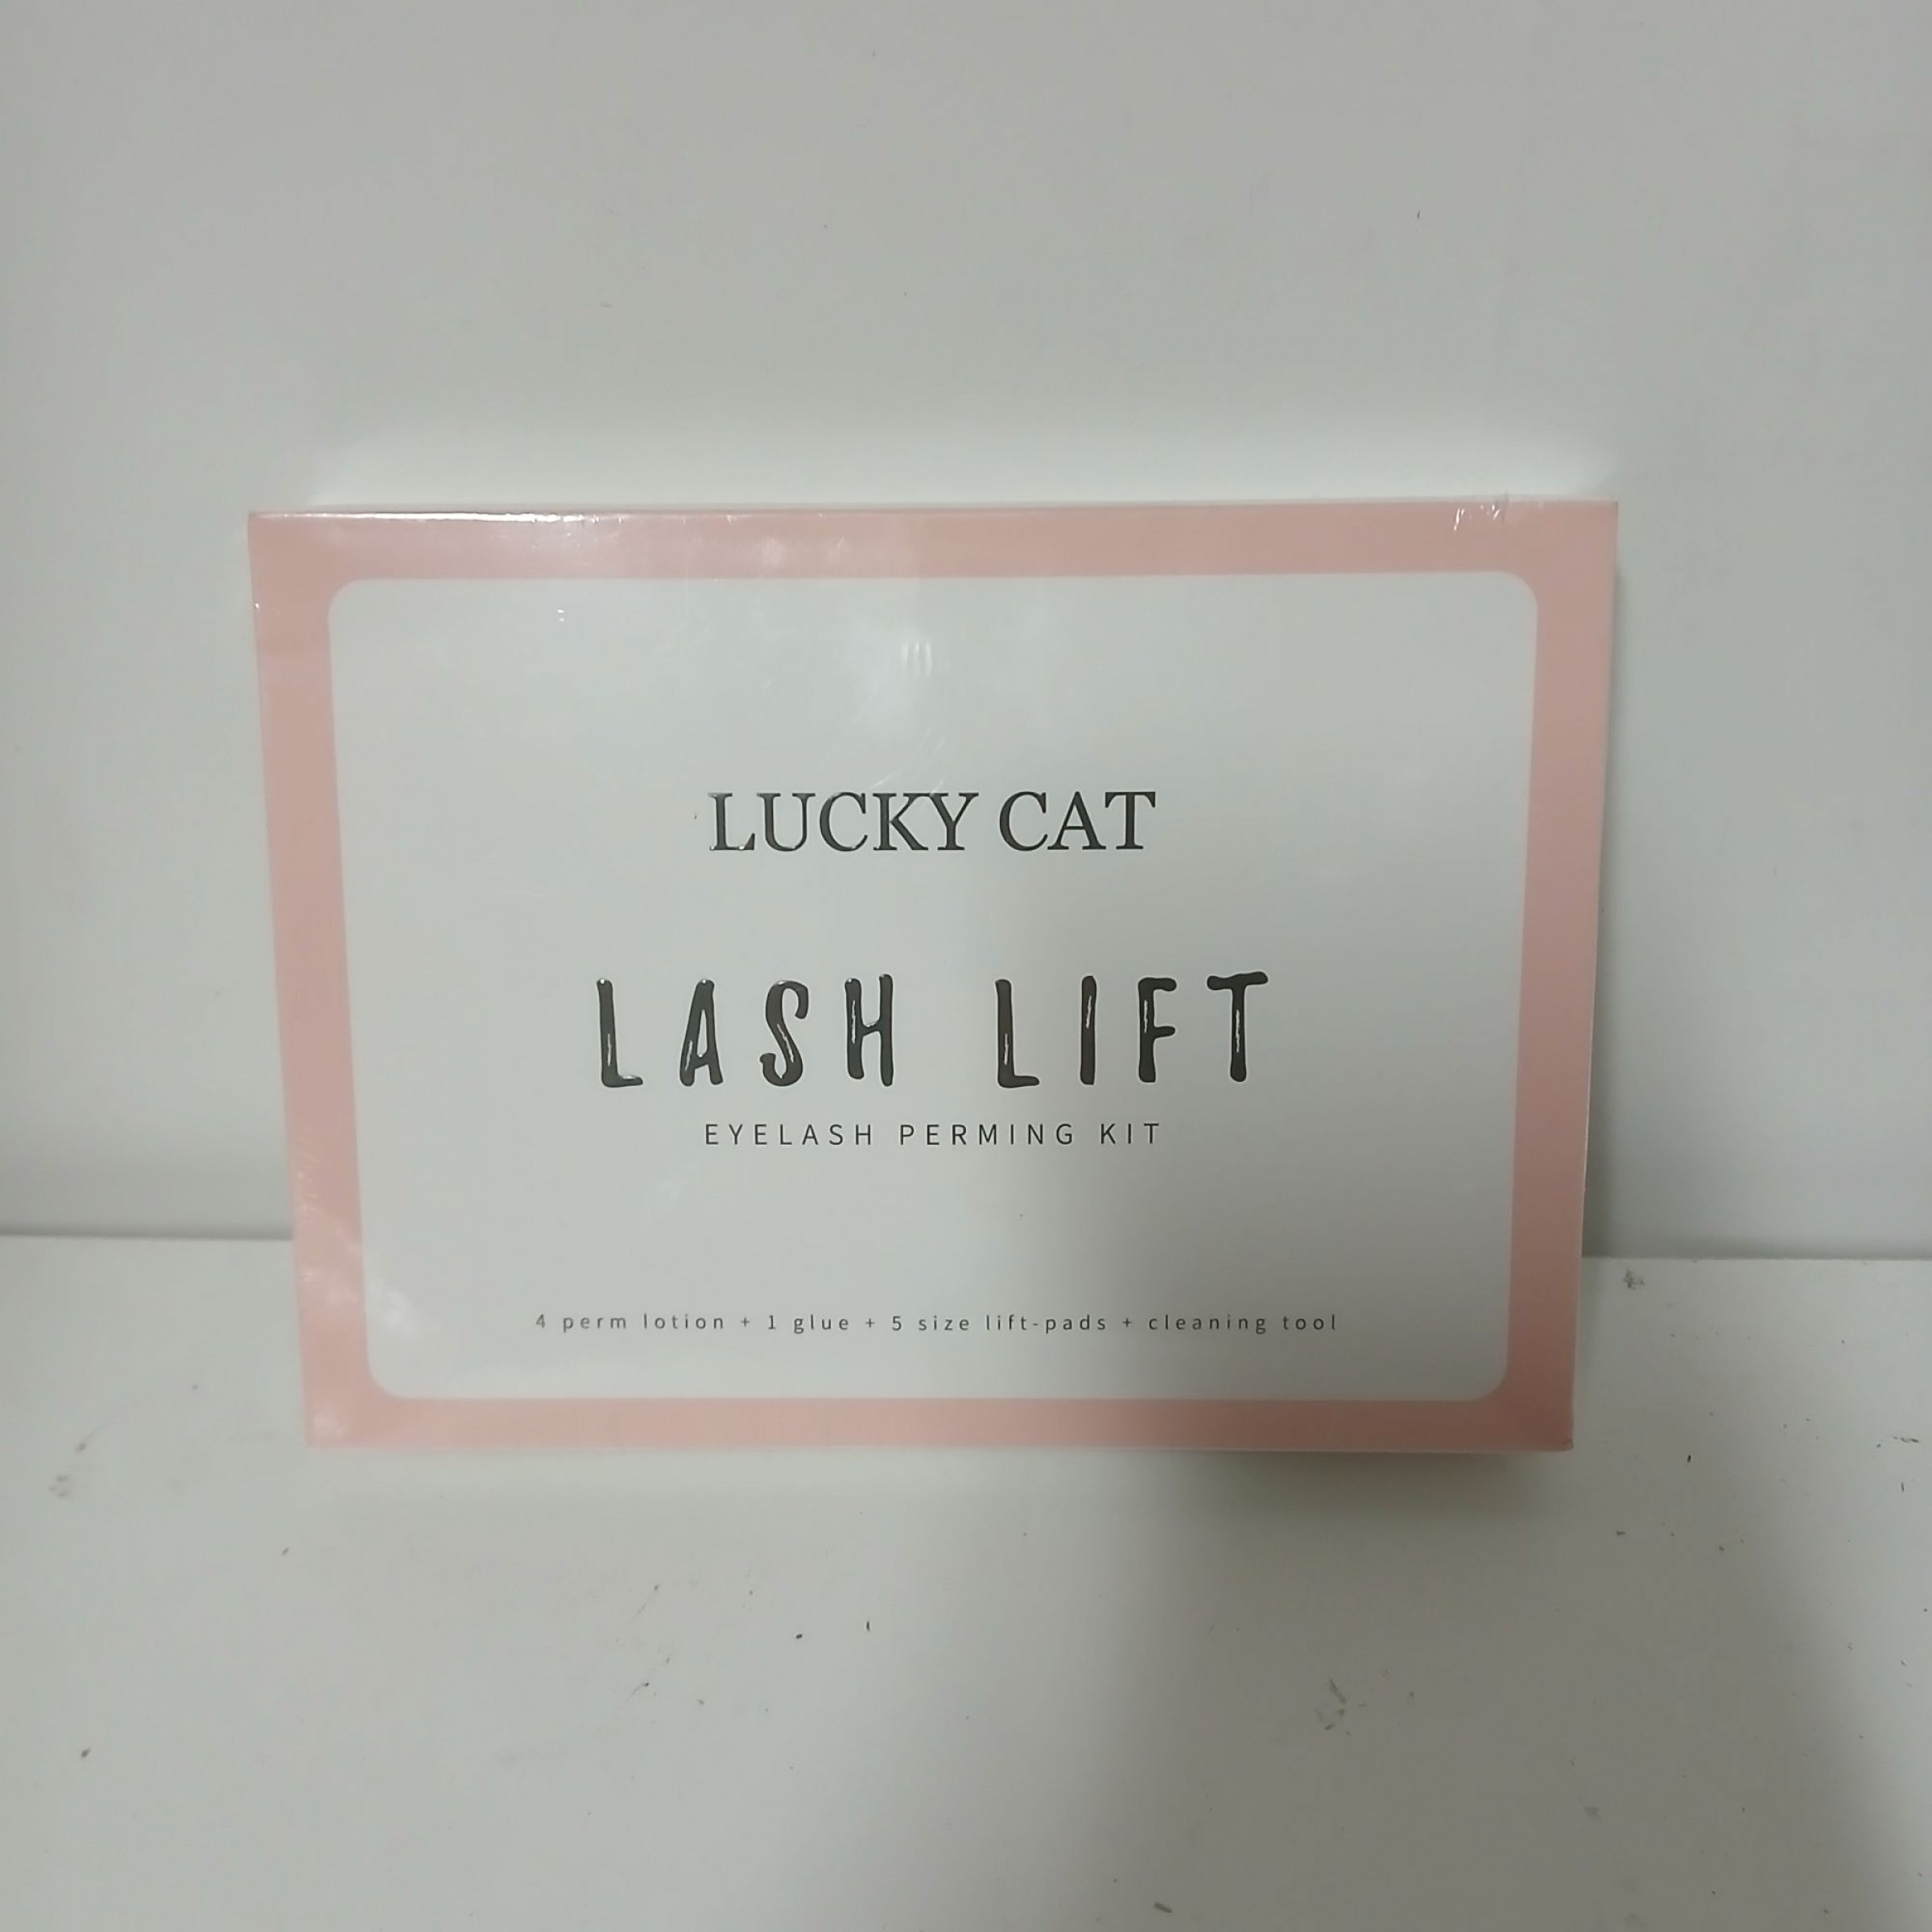 LUCKY CAT
LASH LIFT
EYELASH PERMING KIT
4 perm lotion + 1 glue + 5 size lift-pads + cleaning tool